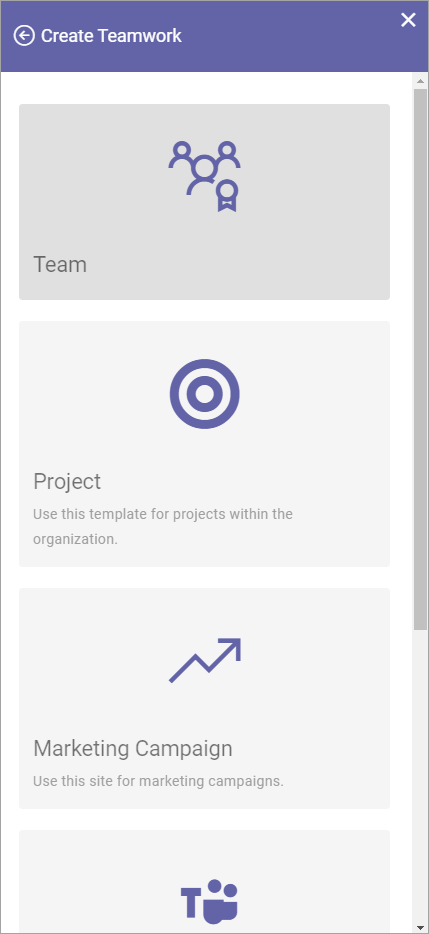 Create Teamwork
Team
Project
Use this template for projects within the
organization.
Marketing Campaign
Use this site for marketing campaigns.
T